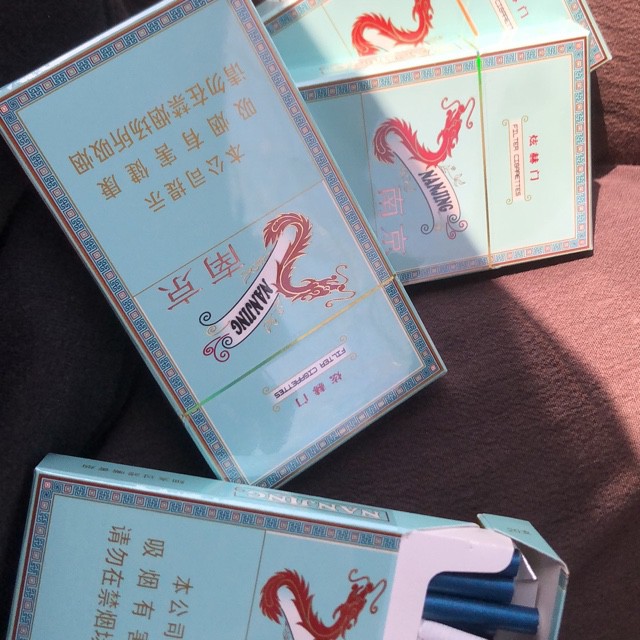 本公司提示
吸烟有害健康
请勿在禁烟场所吸烟
南京
NANJING
炫赫门
FILTER CIGARETTES
南京
NANJING
炫赫门
FILTER CIGARETTES
NANJING
本公司
吸烟有害
请勿在禁烟场
NANJING